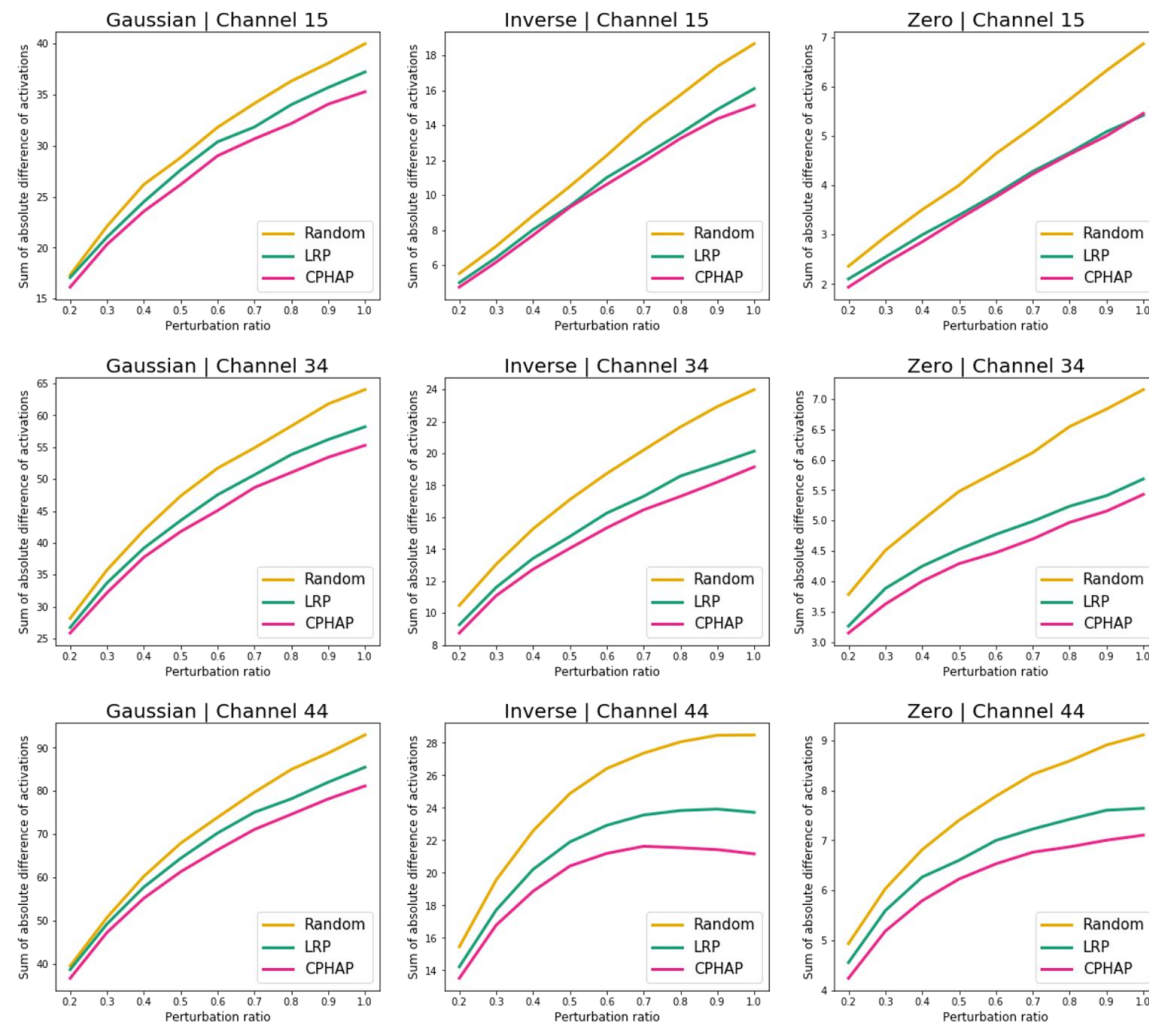 Gaussian | Channel 15
Sum of absolute difference of activations
40
35
30
25
20
15
Random
LRP
CPHAP
0.2 0.3 0.4 0.5 0.6 0.7 0.8 0.9 1.0
Perturbation ratio
Inverse | Channel 15
Sum of absolute difference of activations
18
16
14
12
10
8
6
Random
LRP
CPHAP
0.2 0.3 0.4 0.5 0.6 0.7 0.8 0.9 1.0
Perturbation ratio
Zero | Channel 15
Sum of absolute difference of activations
7
6
5
4
3
2
Random
LRP
CPHAP
0.2 0.3 0.4 0.5 0.6 0.7 0.8 0.9 1.0
Perturbation ratio
Gaussian | Channel 34
Sum of absolute difference of activations
65
60
55
50
45
40
35
30
25
Random
LRP
CPHAP
0.2 0.3 0.4 0.5 0.6 0.7 0.8 0.9 1.0
Perturbation ratio
Inverse | Channel 34
Sum of absolute difference of activations
24
22
20
18
16
14
12
10
8
Random
LRP
CPHAP
0.2 0.3 0.4 0.5 0.6 0.7 0.8 0.9 1.0
Perturbation ratio
Zero | Channel 34
Sum of absolute difference of activations
7.0
6.5
6.0
5.5
5.0
4.5
4.0
3.5
3.0
Random
LRP
CPHAP
0.2 0.3 0.4 0.5 0.6 0.7 0.8 0.9 1.0
Perturbation ratio
Gaussian | Channel 44
Sum of absolute difference of activations
90
80
70
60
50
40
Random
LRP
CPHAP
0.2 0.3 0.4 0.5 0.6 0.7 0.8 0.9 1.0
Perturbation ratio
Inverse | Channel 44
Sum of absolute difference of activations
28
26
24
22
20
18
16
14
Random
LRP
CPHAP
0.2 0.3 0.4 0.5 0.6 0.7 0.8 0.9 1.0
Perturbation ratio
Zero | Channel 44
Sum of absolute difference of activations
9
8
7
6
5
4
Random
LRP
CPHAP
0.2 0.3 0.4 0.5 0.6 0.7 0.8 0.9 1.0
Perturbation ratio